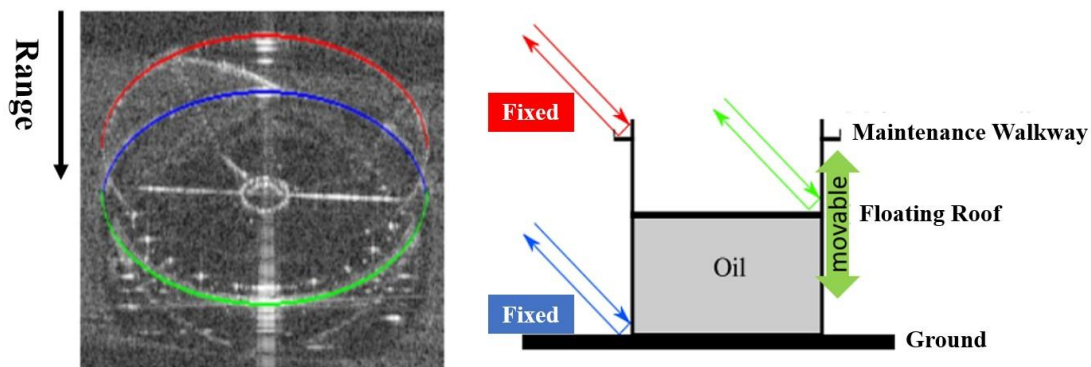 Range
Fixed
Maintenance Walkway
movable
Floating Roof
Oil
Fixed
Ground